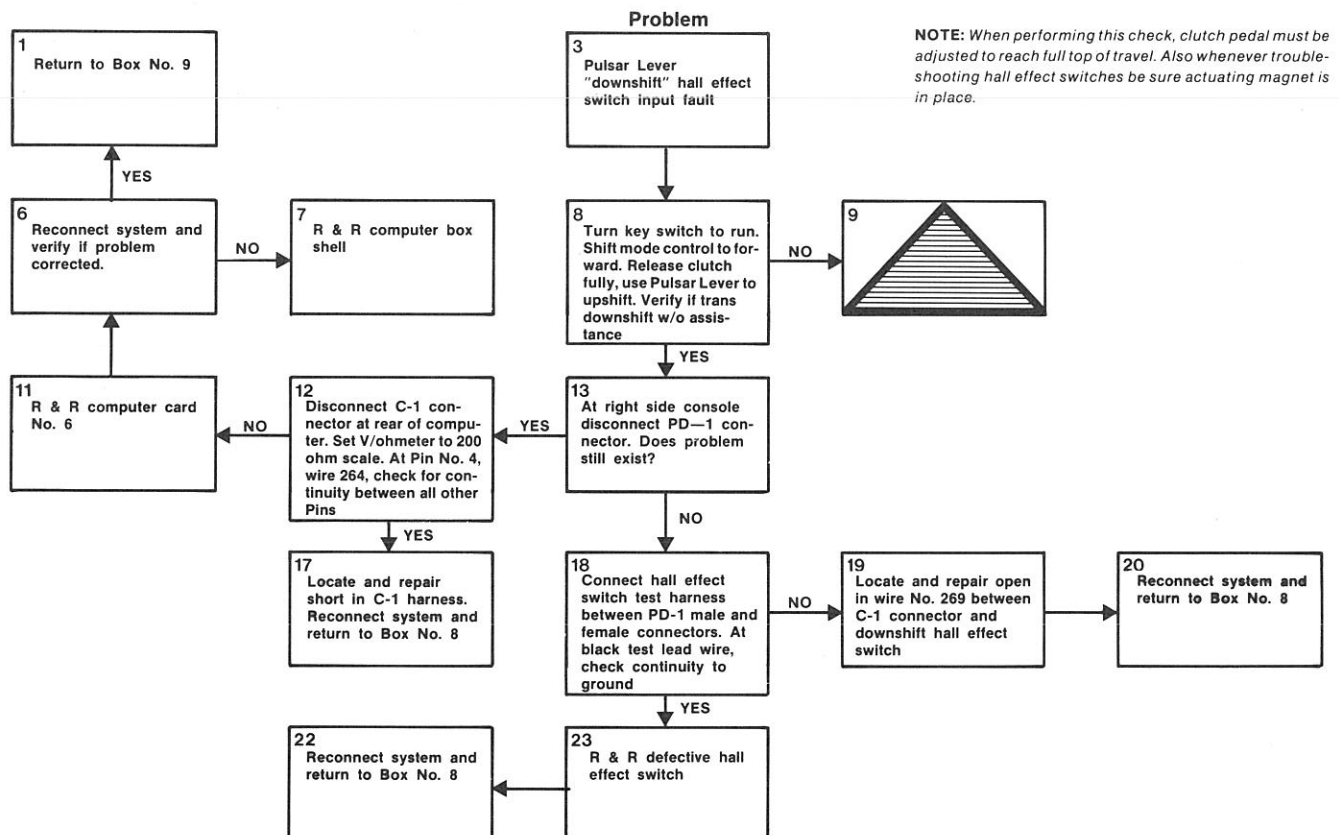 Problem
NOTE: When performing this check, clutch pedal must be
adjusted to reach full top of travel. Also whenever trouble-
shooting hall effect switches be sure actuating magnet is
in place.
1
Return to Box No. 9
3
Pulsar Lever
"downshift" hall effect
switch input fault
YES
6
Reconnect system and
verify if problem
corrected.
NO
7
R & R computer box
shell
8
Turn key switch to run.
Shift mode control to for-
ward. Release clutch
fully, use Pulsar Lever to
upshift. Verify if trans
downshift w/o assis-
tance
NO
9
YES
11
R & R computer card
No. 6
NO
12
Disconnect C-1 con-
nector at rear of compu-
ter. Set V/ohmeter to 200
ohm scale. At Pin No. 4,
wire 264, check for con-
tinuity between all other
Pins
YES
13
At right side console
disconnect PD—1 con-
nector. Does problem
still exist?
YES
NO
17
Locate and repair
short in C-1 harness.
Reconnect system and
return to Box No. 8
18
Connect hall effect
switch test harness
between PD-1 male and
female connectors. At
black test lead wire,
check continuity to
ground
NO
19
Locate and repair open
in wire No. 269 between
C-1 connector and
downshift hall effect
switch
20
Reconnect system and
return to Box No. 8
YES
22
Reconnect system and
return to Box No. 8
23
R & R defective hall
effect switch